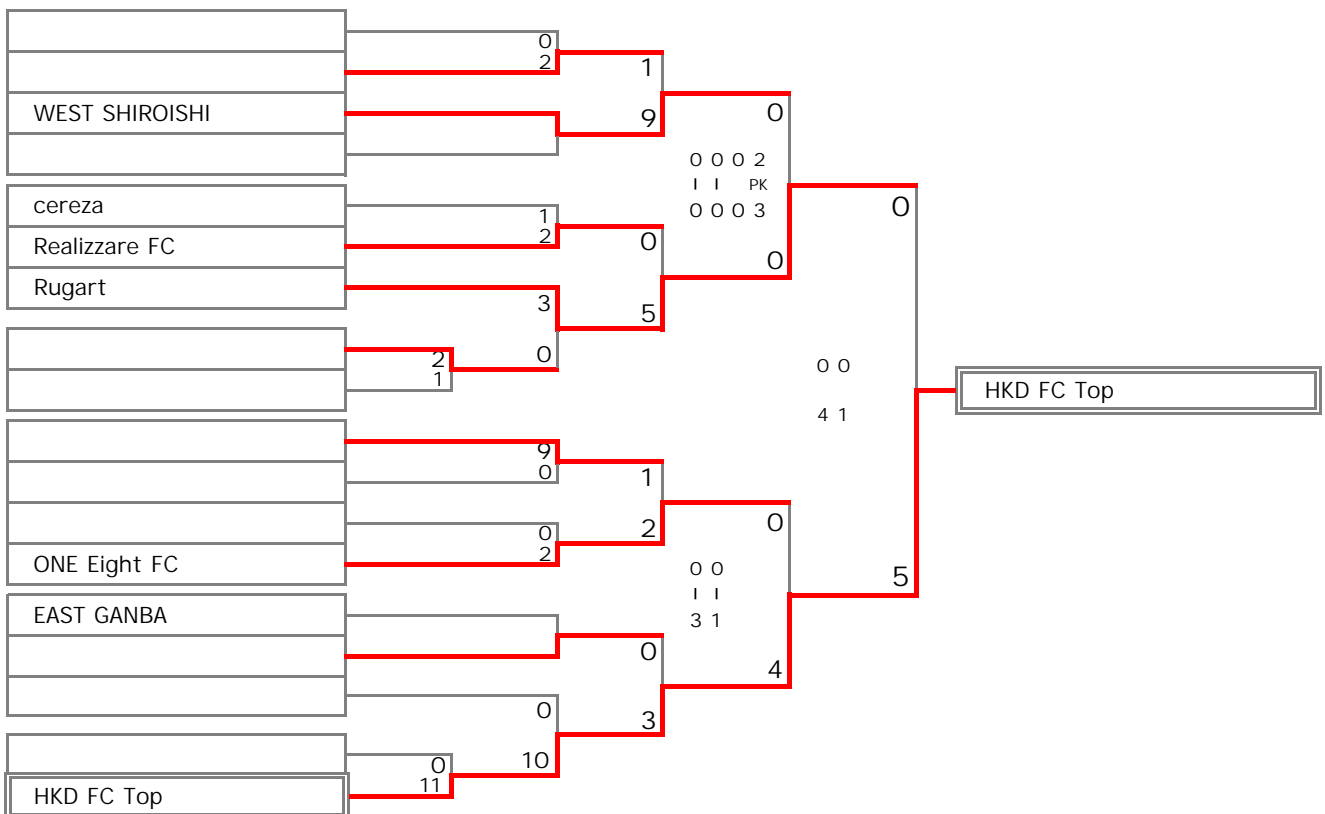 0
2
1
WEST SHIROISHI
9
0
0 0 0 2
I I PK
0 0 0 3
cereza
1
0
Realizzare FC
2
0
0
Rugart
3
5
0
2
1
0 0
HKD FC Top
4 1
9
0
1
0
2
0
ONE Eight FC
2
0 0
I I
3 1
5
EAST GANBA
0
4
0
3
0
10
11
HKD FC Top